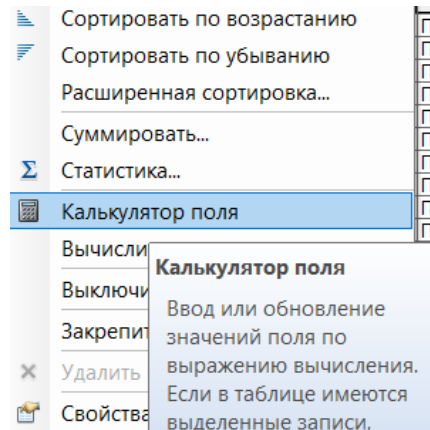 Сортировать по возрастанию
Сортировать по убыванию
Расширенная сортировка...
Суммировать...
Σ Статистика...
Калькулятор поля
Калькулятор поля
Ввод или обновление
значений поля по
выражению вычисления.
Если в таблице имеются
выделенные записи,
Удалить